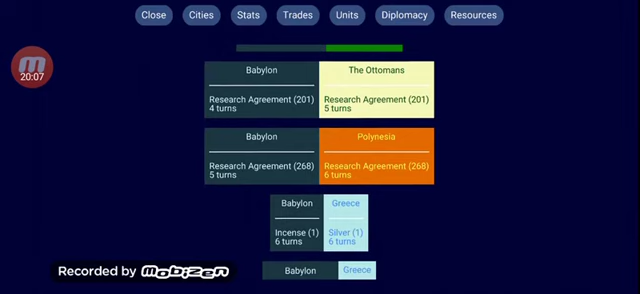 Close Cities Stats Trades Units Diplomacy Resources
20:07
Babylon The Ottomans
Research Agreement (201) Research Agreement (201)
4 turns 5 turns
Babylon Polynesia
Research Agreement (268) Research Agreement (268)
5 turns 6 turns
Babylon Greece
Incense (1) Silver (1)
6 turns 6 turns
Babylon Greece
Recorded by MOBIZEN